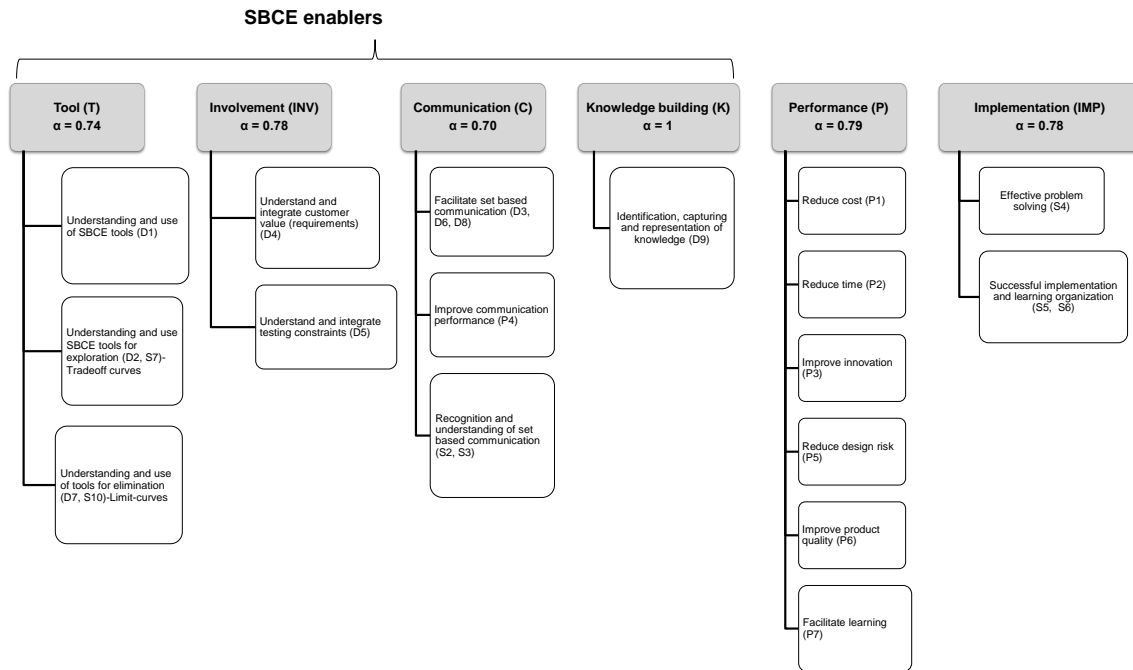 SBCE enablers
Tool (T)
α = 0.74
Understanding and use
of SBCE tools (D1)
Understanding and use
SBCE tools for
exploration (D2, S7)-
Tradeoff curves
Understanding and use
of tools for elimination
(D7, S10)-Limit-curves
Involvement (INV)
α = 0.78
Understand and
integrate customer
value (requirements)
(D4)
Understand and integrate
testing constraints (D5)
Communication (C)
α = 0.70
Facilitate set based
communication (D3,
D6, D8)
Improve communication
performance (P4)
Recognition and
understanding of set
based communication
(S2, S3)
Knowledge building (K)
α = 1
Identification, capturing
and representation of
knowledge (D9)
Performance (P)
α = 0.79
Reduce cost (P1)
Reduce time (P2)
Improve innovation
(P3)
Reduce design risk
(P5)
Improve product
quality (P6)
Facilitate learning
(P7)
Implementation (IMP)
α = 0.78
Effective problem
solving (S4)
Successful implementation
and learning organization
(S5, S6)